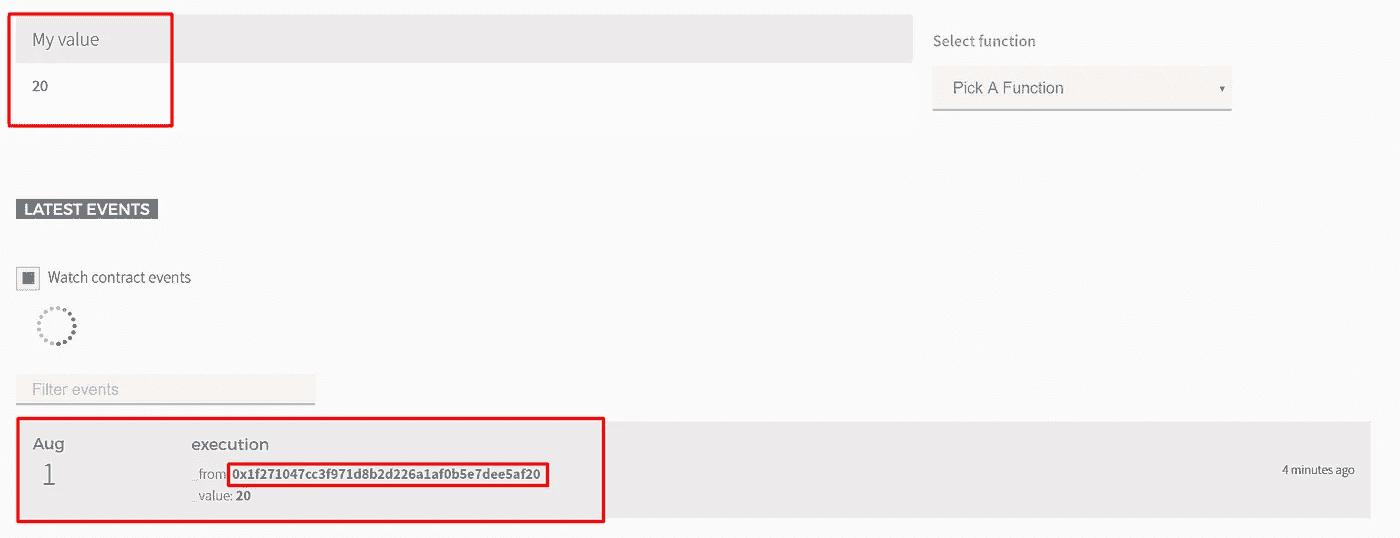 My value
20
Select function
Pick A Function
LATEST EVENTS
Watch contract events
Filter events
Aug
1
execution
_from 0x1f271047cc3f971d8b2d226a1af0b5e7dee5af20
_value: 20
4 minutes ago